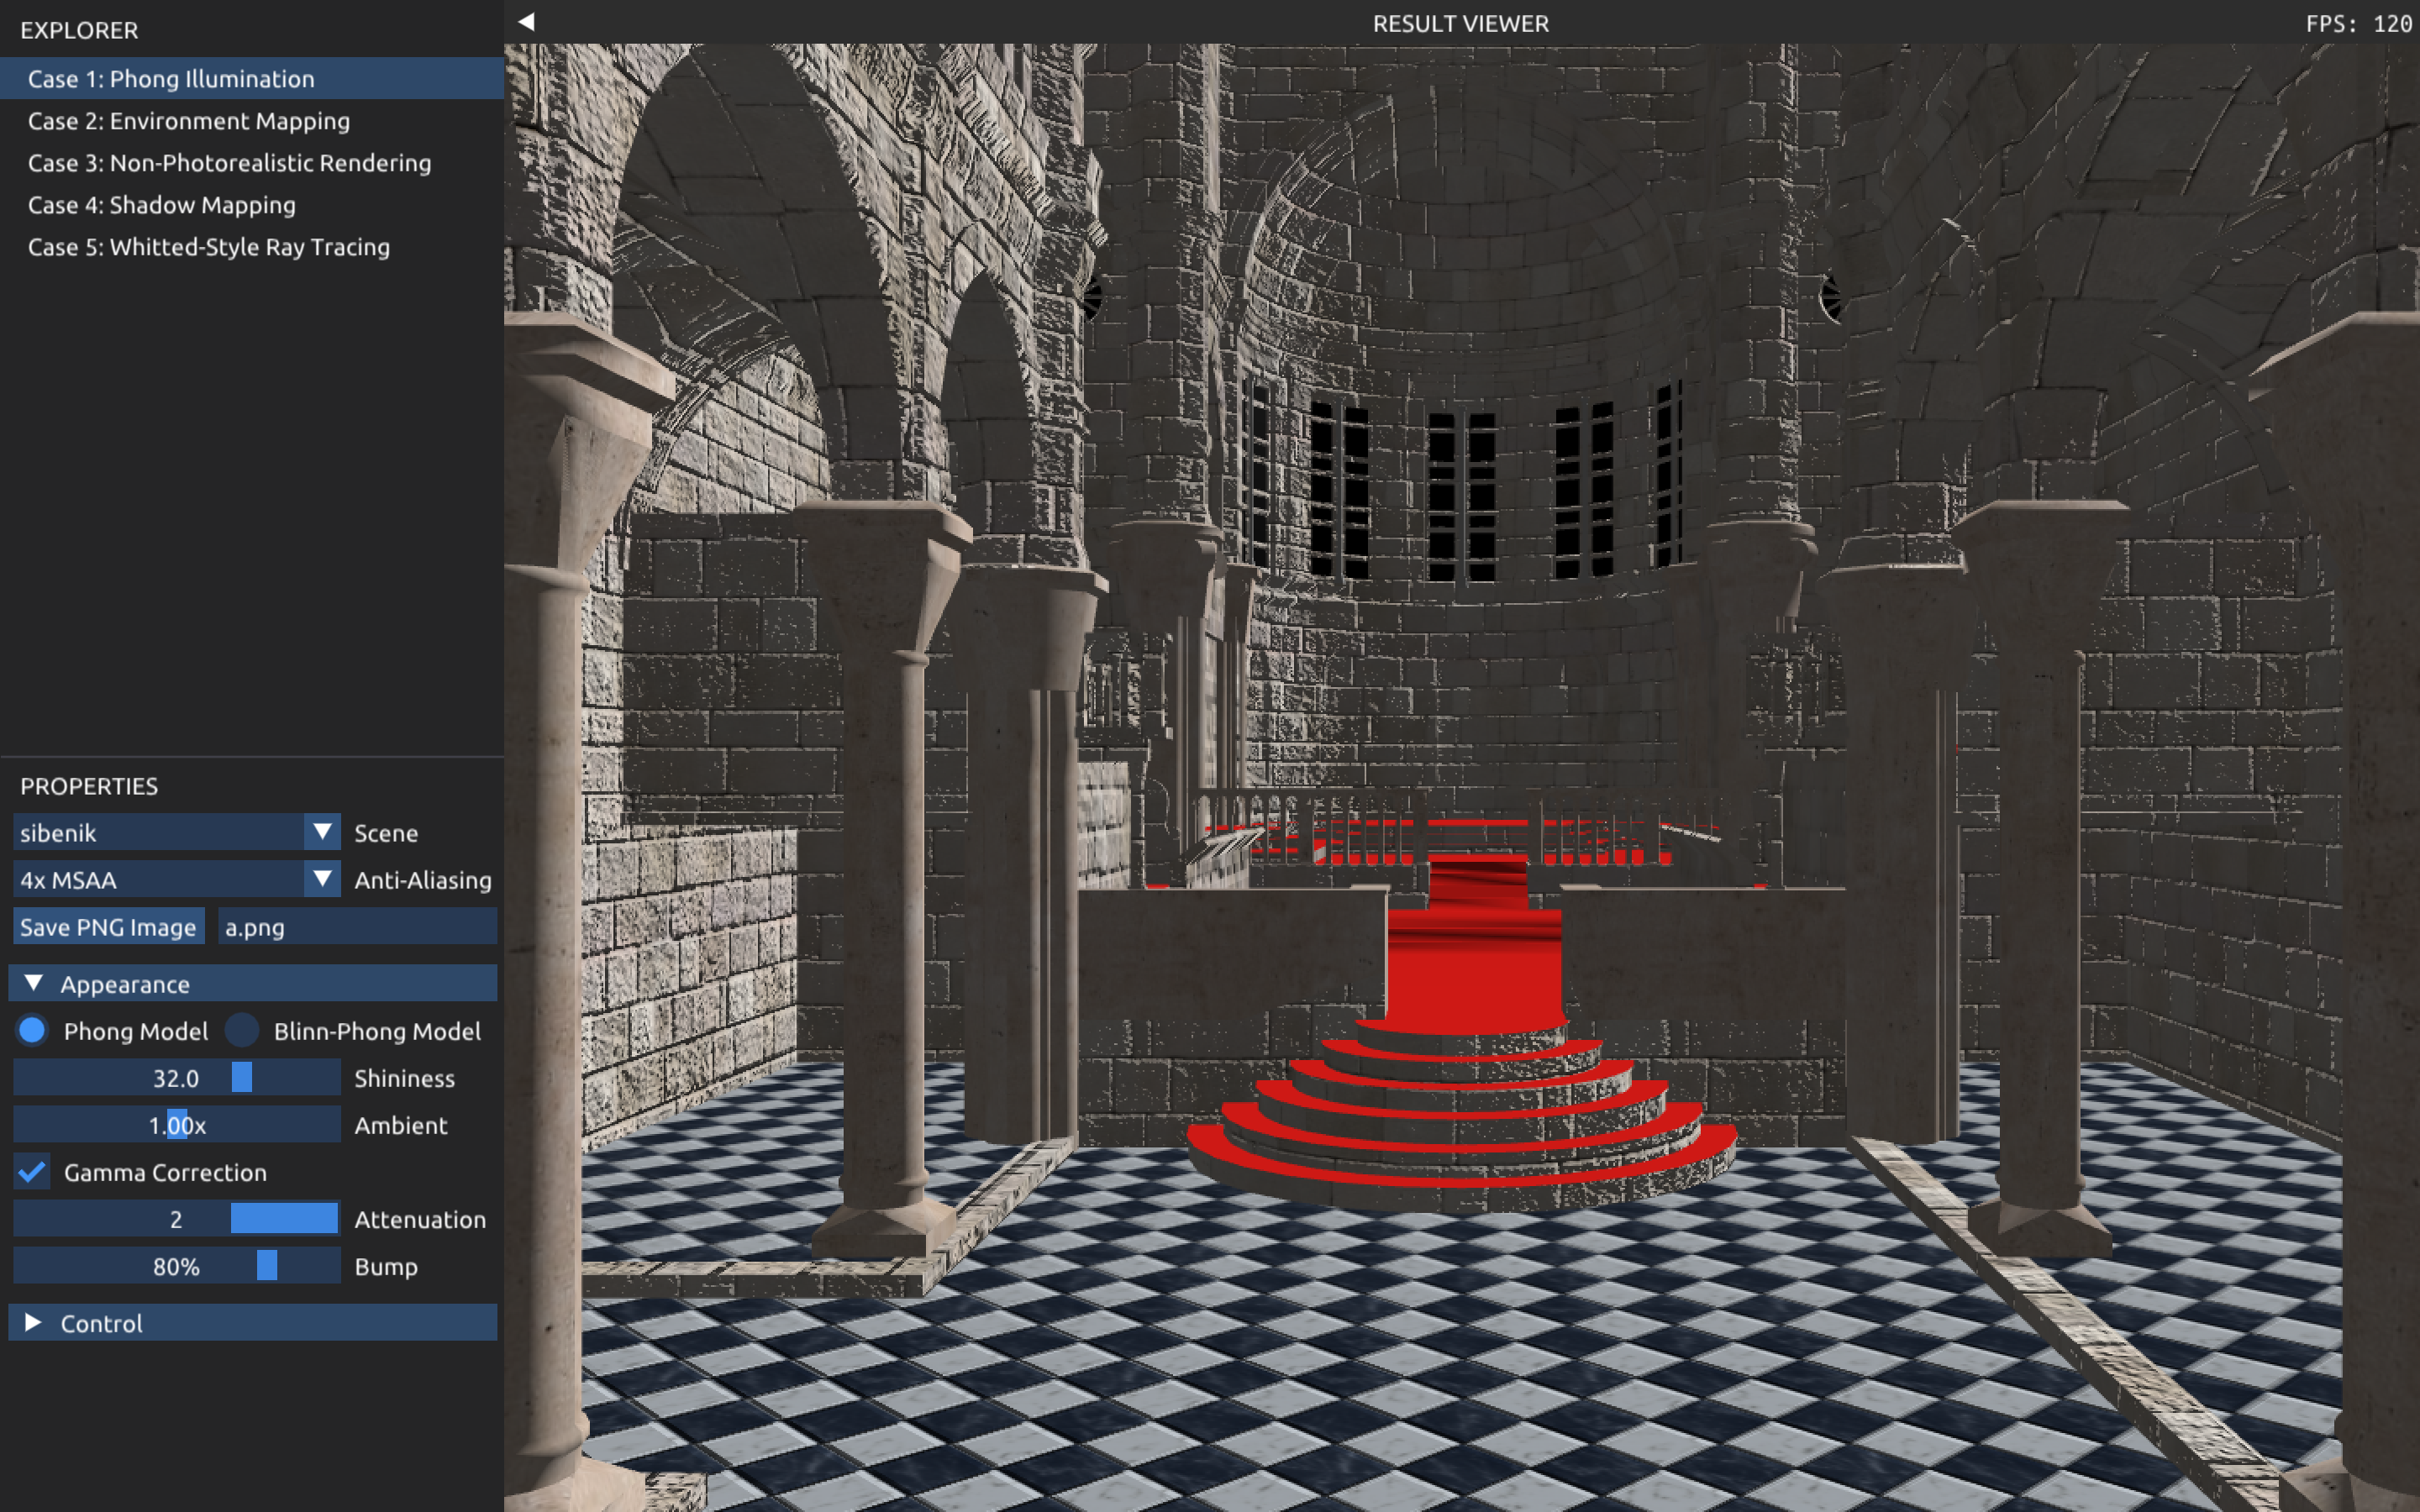 EXPLORER
Case 1: Phong Illumination
Case 2: Environment Mapping
Case 3: Non-Photorealistic Rendering
Case 4: Shadow Mapping
Case 5: Whitted-Style Ray Tracing
PROPERTIES
sibenik Scene
4x MSAA Anti-Aliasing
Save PNG Image a.png
Appearance
Phong Model Blinn-Phong Model
32.0 Shininess
1.00x Ambient
Gamma Correction
2 Attenuation
80% Bump
Control
RESULT VIEWER FPS: 120